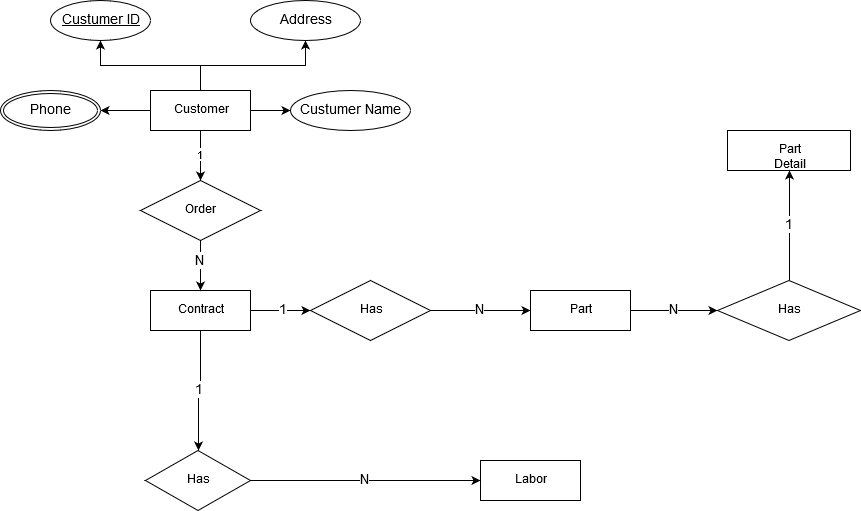 Custumer ID
Address
Phone
Customer
Custumer Name
1
Part
Detail
Order
1
N
Contract
1
Has
N
Part
N
Has
1
Has
N
Labor